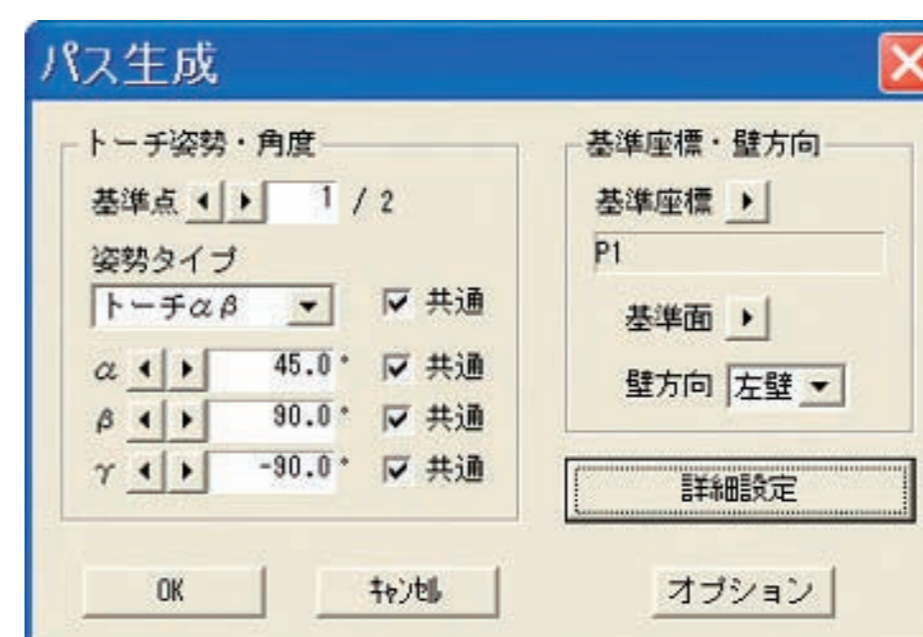 パス生成
トーチ姿勢・角度
基準点 1 / 2
姿勢タイプ
トーチαβ 共通
α 45.0° 共通
β 90.0° 共通
γ -90.0° 共通
基準座標・壁方向
基準座標
P1
基準面
壁方向 左壁
詳細設定
OK ｷｬﾝｾﾙ オプション